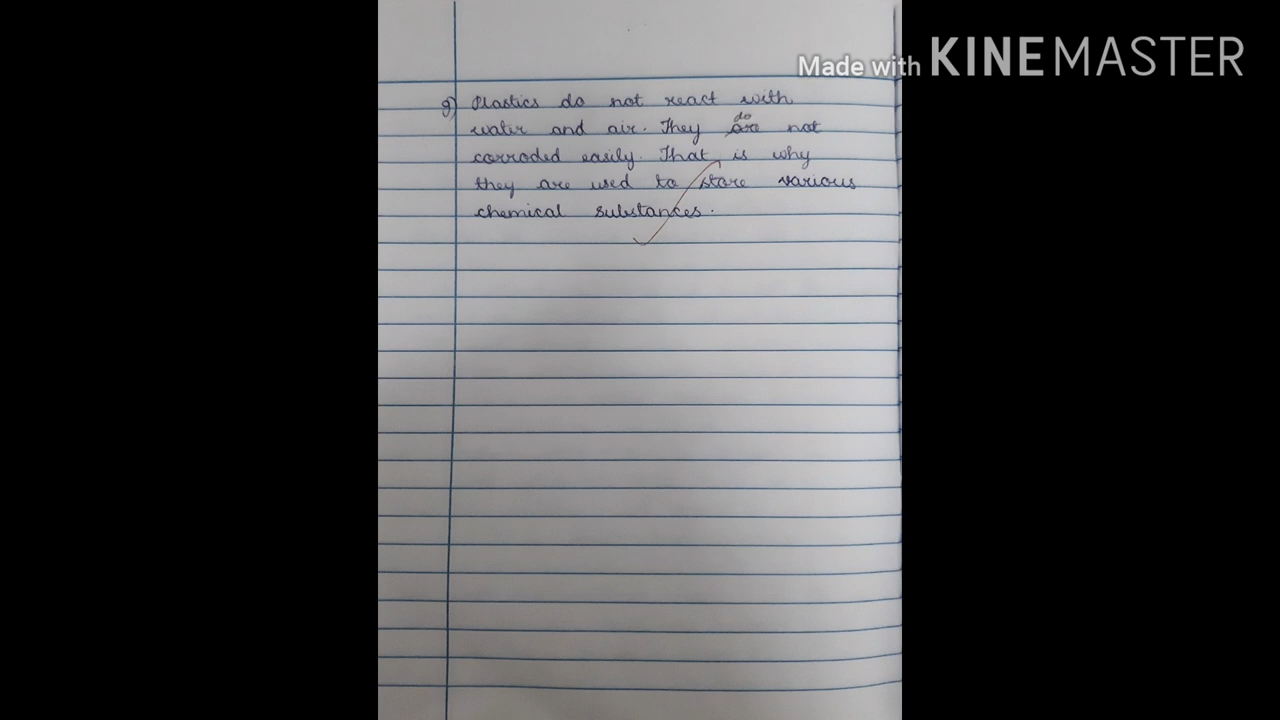 Made with KINEMASTER
g) Plastics do not react with
water and air. They do are not
corroded easily. That is why
they are used to store various
chemical substances.